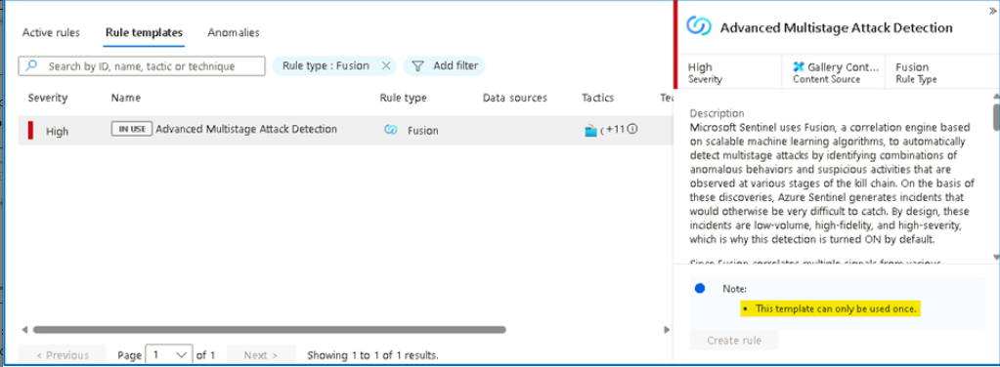 Active rules Rule templates Anomalies
Search by ID, name, tactic or technique Rule type : Fusion Add filter
Severity Name Rule type Data sources Tactics Te
High IN USE Advanced Multistage Attack Detection Fusion ( +11
< Previous Page 1 of 1 Next > Showing 1 to 1 of 1 results.
Advanced Multistage Attack Detection
High Gallery Cont... Fusion
Severity Content Source Rule Type
Description
Microsoft Sentinel uses Fusion, a correlation engine based
on scalable machine learning algorithms, to automatically
detect multistage attacks by identifying combinations of
anomalous behaviors and suspicious activities that are
observed at various stages of the kill chain. On the basis of
these discoveries, Azure Sentinel generates incidents that
would otherwise be very difficult to catch. By design, these
incidents are low-volume, high-fidelity, and high-severity,
which is why this detection is turned ON by default.
Since Fusion correlates multiple signals from various
Note:
• This template can only be used once.
Create rule